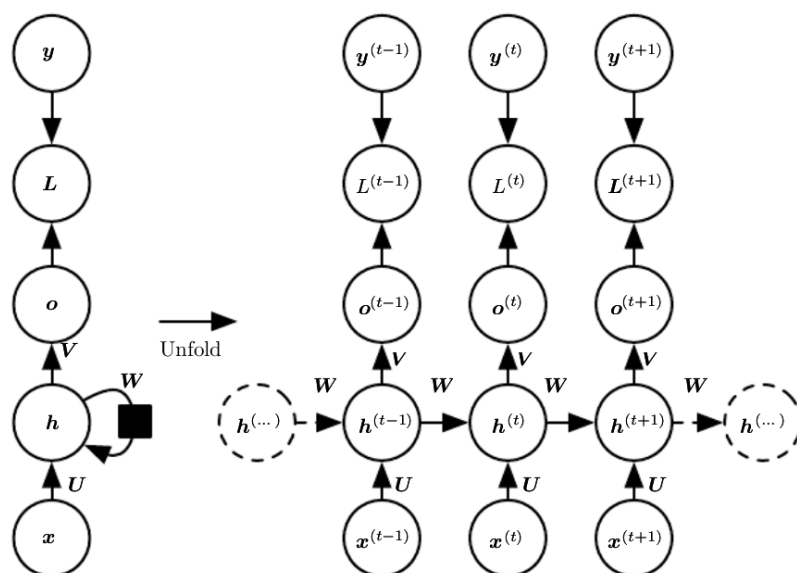 y y^(t−1) y^(t) y^(t+1)
L L^(t−1) L^(t) L^(t+1)
o o^(t−1) o^(t) o^(t+1)
Unfold
V V V V
W W W W W
h h^(...) h^(t−1) h^(t) h^(t+1) h^(...)
U U U U
x x^(t−1) x^(t) x^(t+1)